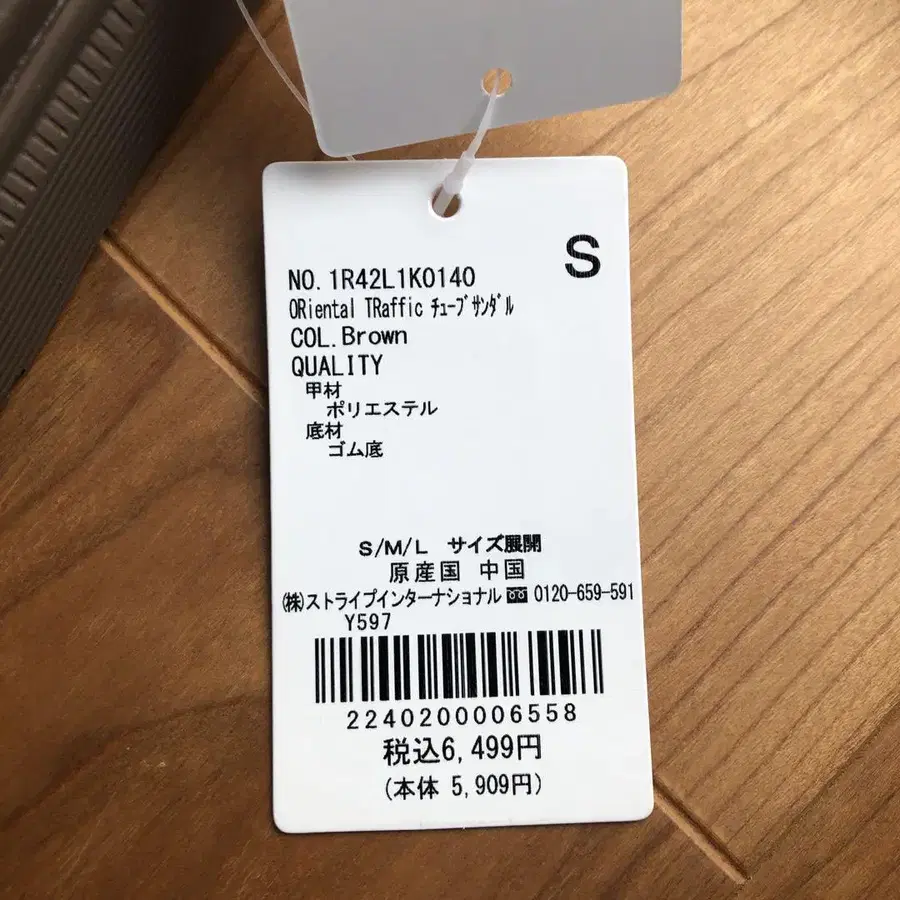 S
NO. 1R42L1K0140
ORiental TRaffic ﾁｭｰﾌﾞｻﾝﾀﾞﾙ
COL.Brown
QUALITY
甲材
ポリエステル
底材
ゴム底
S/M/L サイズ展開
原産国 中国
㈱ストライプインターナショナル 0120-659-591
Y597
2240200006558
税込6,499円
(本体 5,909円)